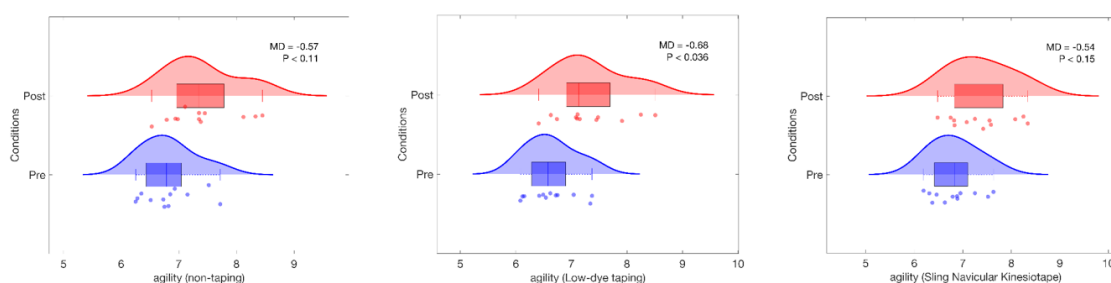 MD = -0.57
P < 0.11
Post
Conditions
Pre
5 6 7 8 9
agility (non-taping)
MD = -0.68
P < 0.036
Post
Conditions
Pre
5 6 7 8 9 10
agility (Low-dye taping)
MD = -0.54
P < 0.15
Post
Conditions
Pre
5 6 7 8 9 10
agility (Sling Navicular Kinesiotape)